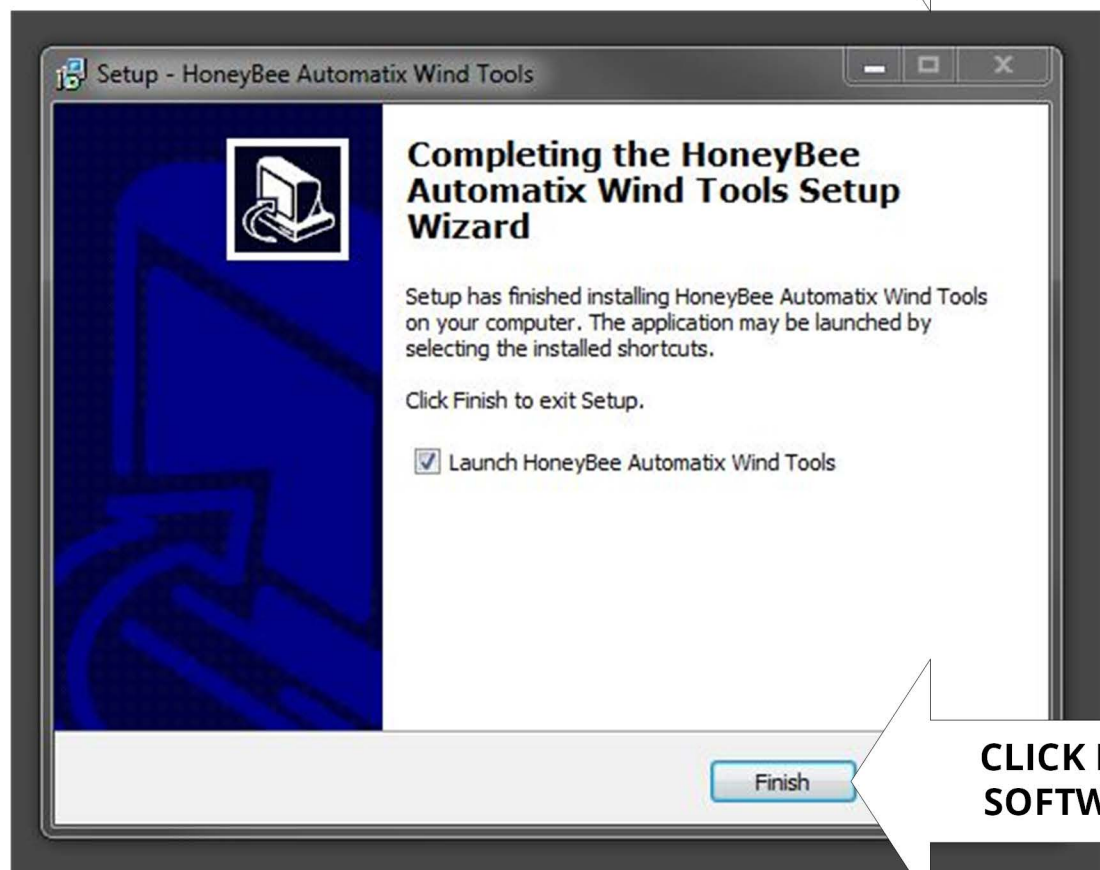 Setup - HoneyBee Automatix Wind Tools
Completing the HoneyBee
Automatix Wind Tools Setup
Wizard
Setup has finished installing HoneyBee Automatix Wind Tools
on your computer. The application may be launched by
selecting the installed shortcuts.
Click Finish to exit Setup.
Launch HoneyBee Automatix Wind Tools
Finish
CLICK